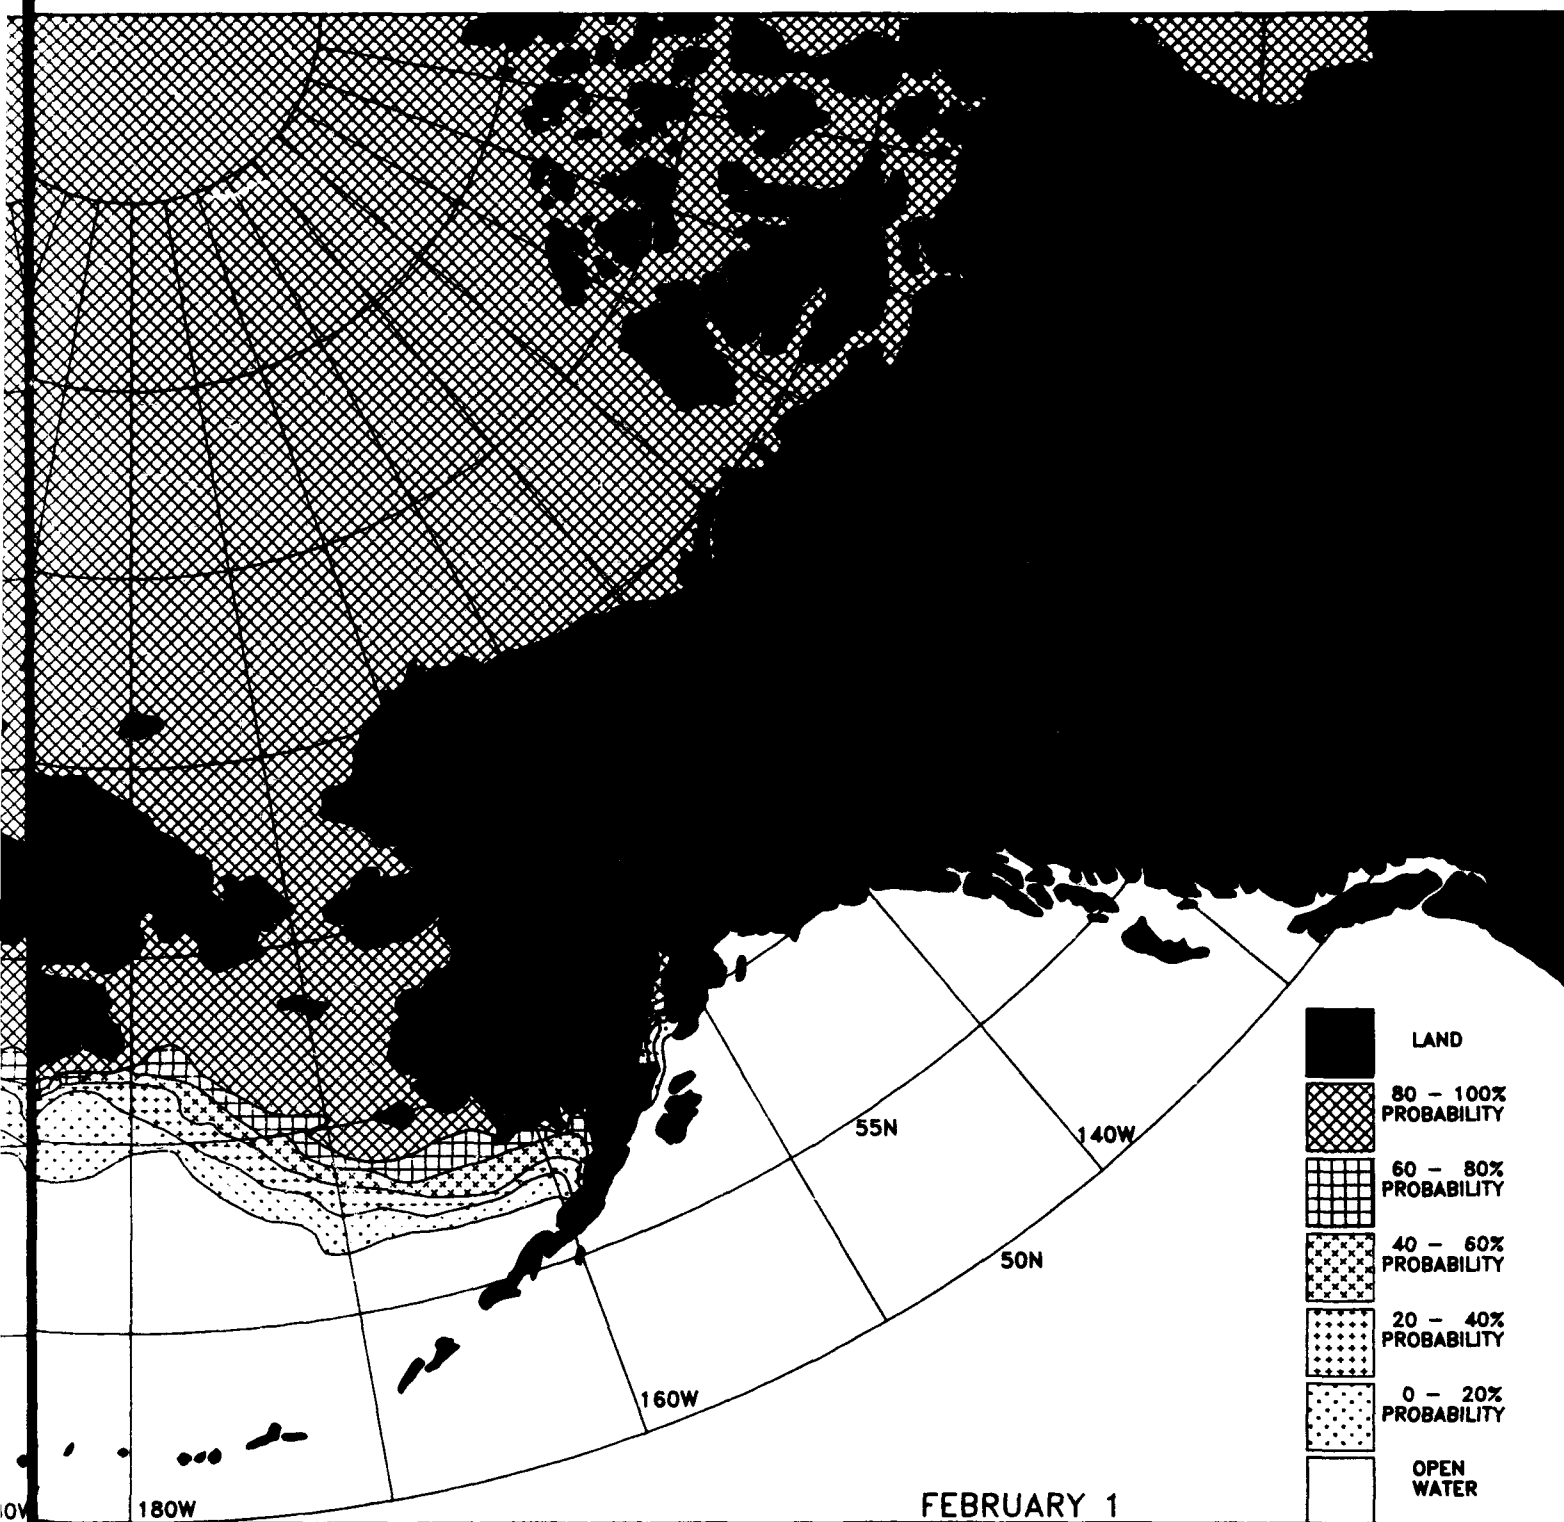 LAND
80 - 100%
PROBABILITY
55N
140W
60 - 80%
PROBABILITY
40 - 60%
PROBABILITY
50N
20 - 40%
PROBABILITY
160W
0 - 20%
PROBABILITY
OPEN
WATER
180W
FEBRUARY 1